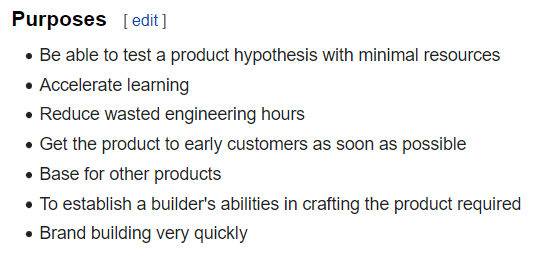 Purposes [ edit ]
• Be able to test a product hypothesis with minimal resources
• Accelerate learning
• Reduce wasted engineering hours
• Get the product to early customers as soon as possible
• Base for other products
• To establish a builder's abilities in crafting the product required
• Brand building very quickly